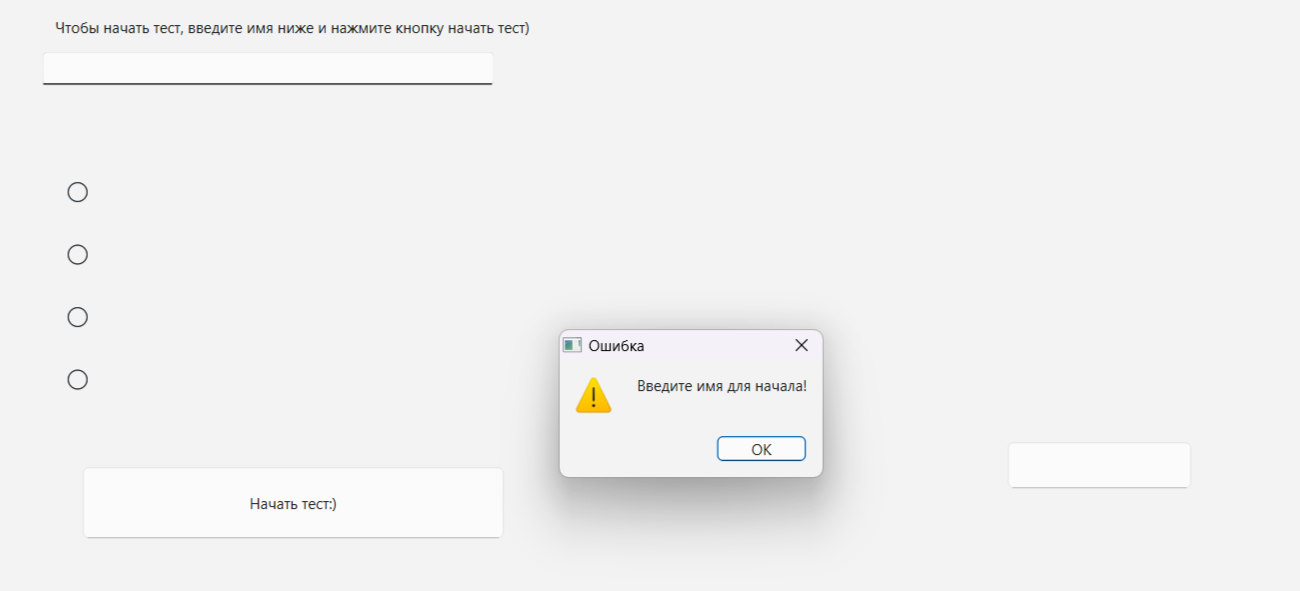 Чтобы начать тест, введите имя ниже и нажмите кнопку начать тест)
Ошибка
Введите имя для начала!
OK
Начать тест:)